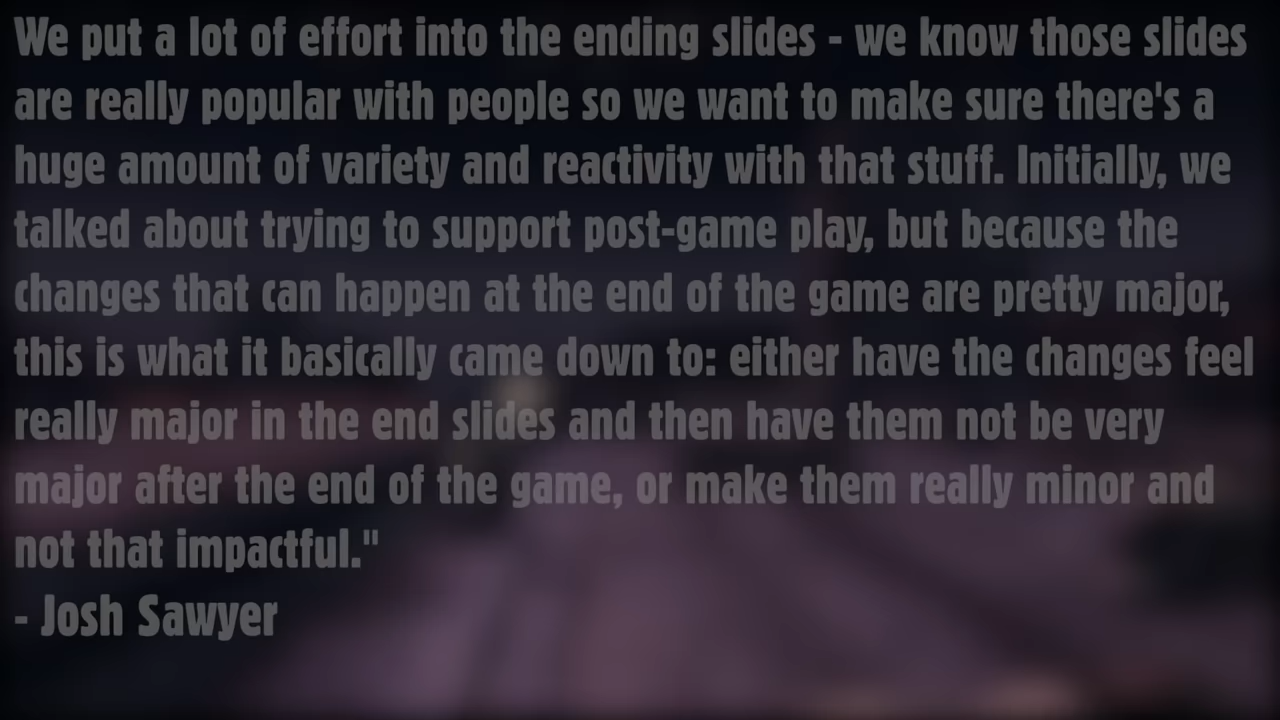 We put a lot of effort into the ending slides - we know those slides
are really popular with people so we want to make sure there's a
huge amount of variety and reactivity with that stuff. Initially, we
talked about trying to support post-game play, but because the
changes that can happen at the end of the game are pretty major,
this is what it basically came down to: either have the changes feel
really major in the end slides and then have them not be very
major after the end of the game, or make them really minor and
not that impactful."
- Josh Sawyer